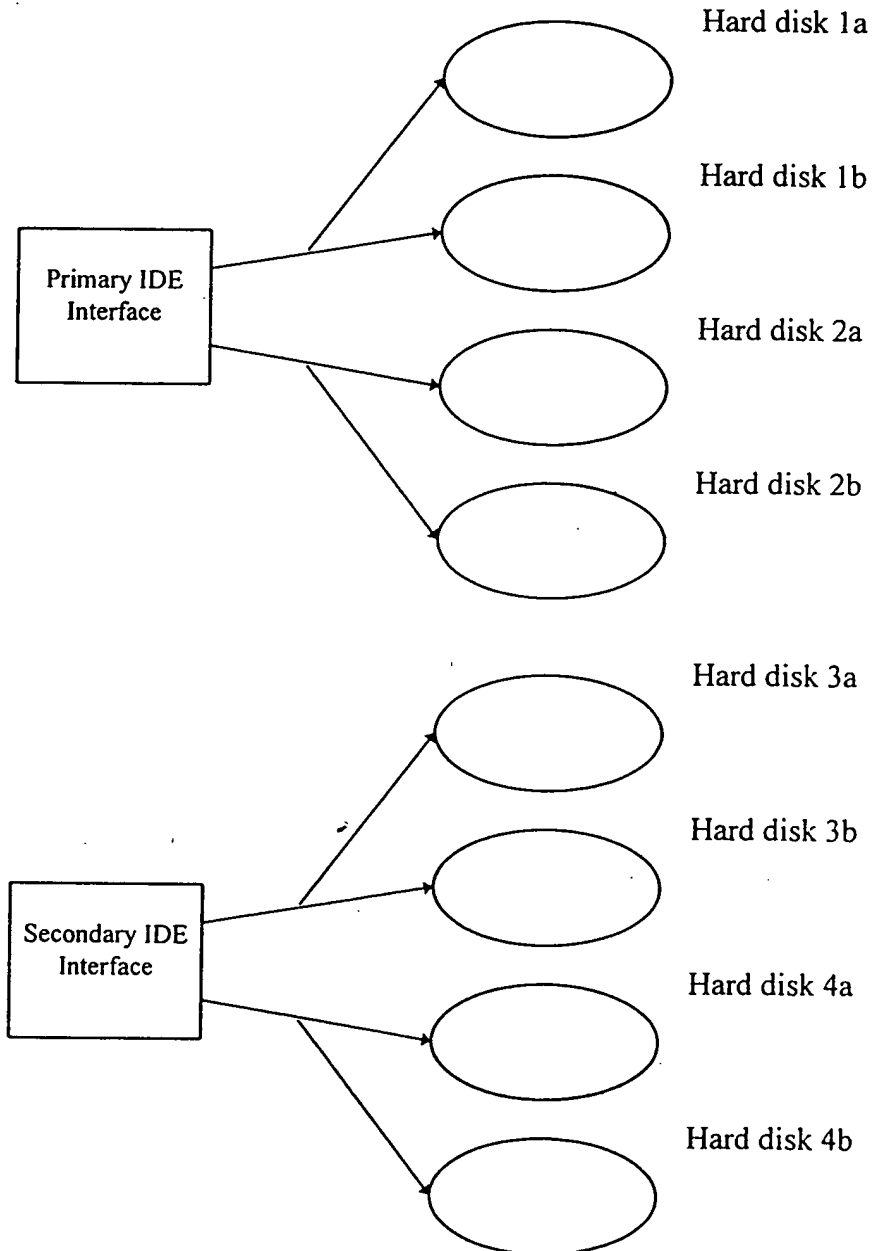 Hard disk 1a
Hard disk 1b
Primary IDE
Interface
Hard disk 2a
Hard disk 2b
Hard disk 3a
Hard disk 3b
Secondary IDE
Interface
Hard disk 4a
Hard disk 4b